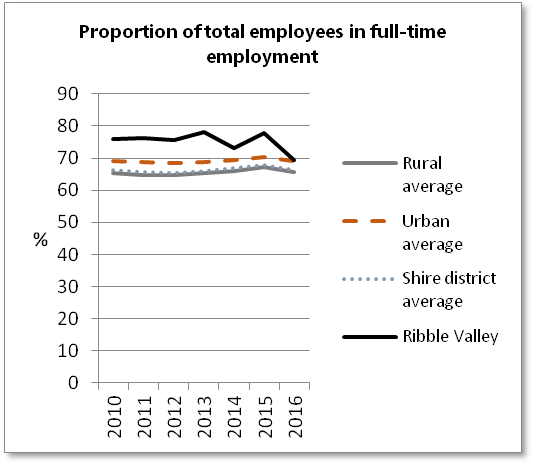 Proportion of total employees in full-time
employment
90
80
70
60
50
40
30
20
10
0
%
2010
2011
2012
2013
2014
2015
2016
Rural
average
Urban
average
Shire district
average
Ribble Valley